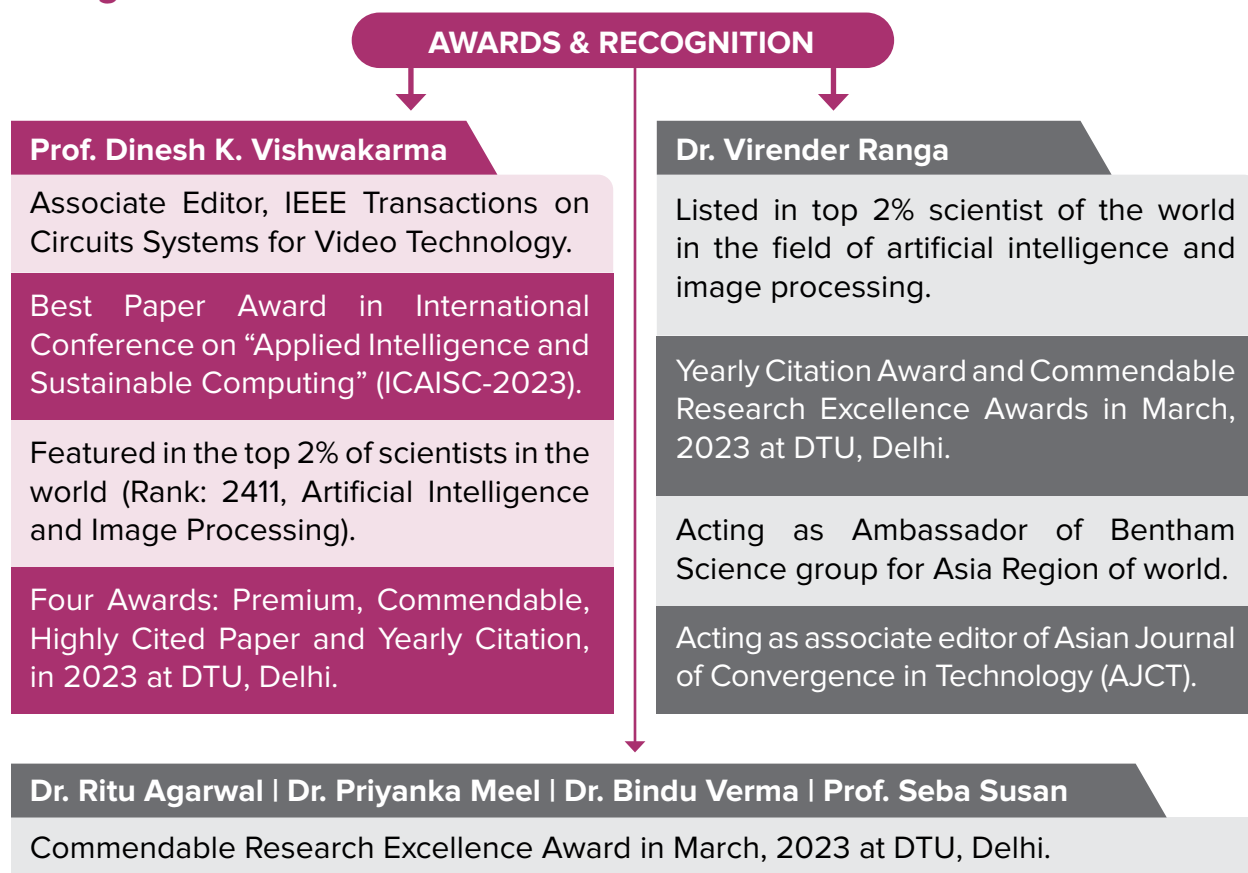 AWARDS & RECOGNITION
Prof. Dinesh K. Vishwakarma
Associate Editor, IEEE Transactions on
Circuits Systems for Video Technology.
Best Paper Award in International
Conference on “Applied Intelligence and
Sustainable Computing” (ICAISC-2023).
Featured in the top 2% of scientists in the
world (Rank: 2411, Artificial Intelligence
and Image Processing).
Four Awards: Premium, Commendable,
Highly Cited Paper and Yearly Citation,
in 2023 at DTU, Delhi.
Dr. Virender Ranga
Listed in top 2% scientist of the world
in the field of artificial intelligence and
image processing.
Yearly Citation Award and Commendable
Research Excellence Awards in March,
2023 at DTU, Delhi.
Acting as Ambassador of Bentham
Science group for Asia Region of world.
Acting as associate editor of Asian Journal
of Convergence in Technology (AJCT).
Dr. Ritu Agarwal | Dr. Priyanka Meel | Dr. Bindu Verma | Prof. Seba Susan
Commendable Research Excellence Award in March, 2023 at DTU, Delhi.